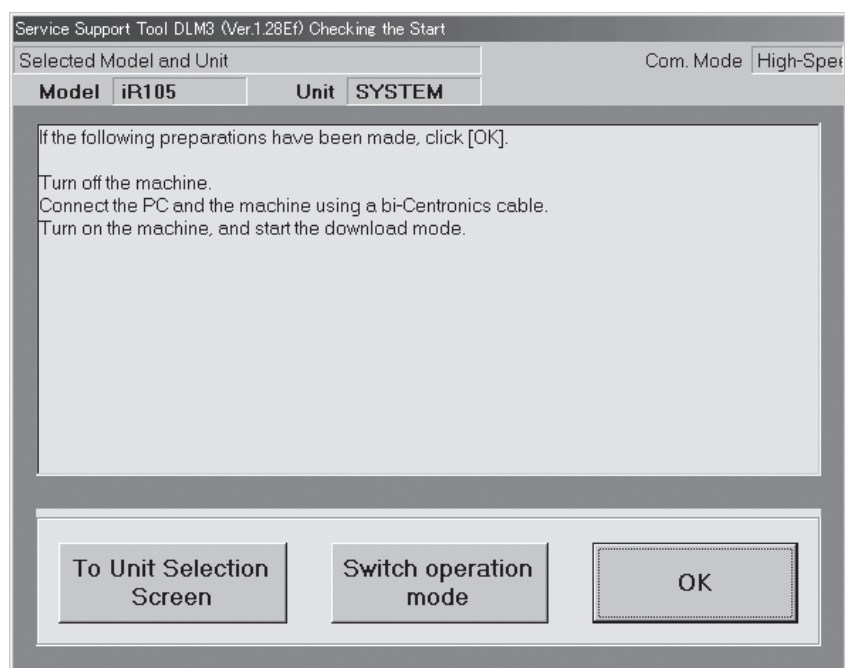 Service Support Tool DLM3 (Ver.1.28Ef) Checking the Start
Selected Model and Unit Com. Mode High-Spee
Model iR105 Unit SYSTEM
If the following preparations have been made, click [OK].
Turn off the machine.
Connect the PC and the machine using a bi-Centronics cable.
Turn on the machine, and start the download mode.
To Unit Selection
Screen
Switch operation
mode
OK